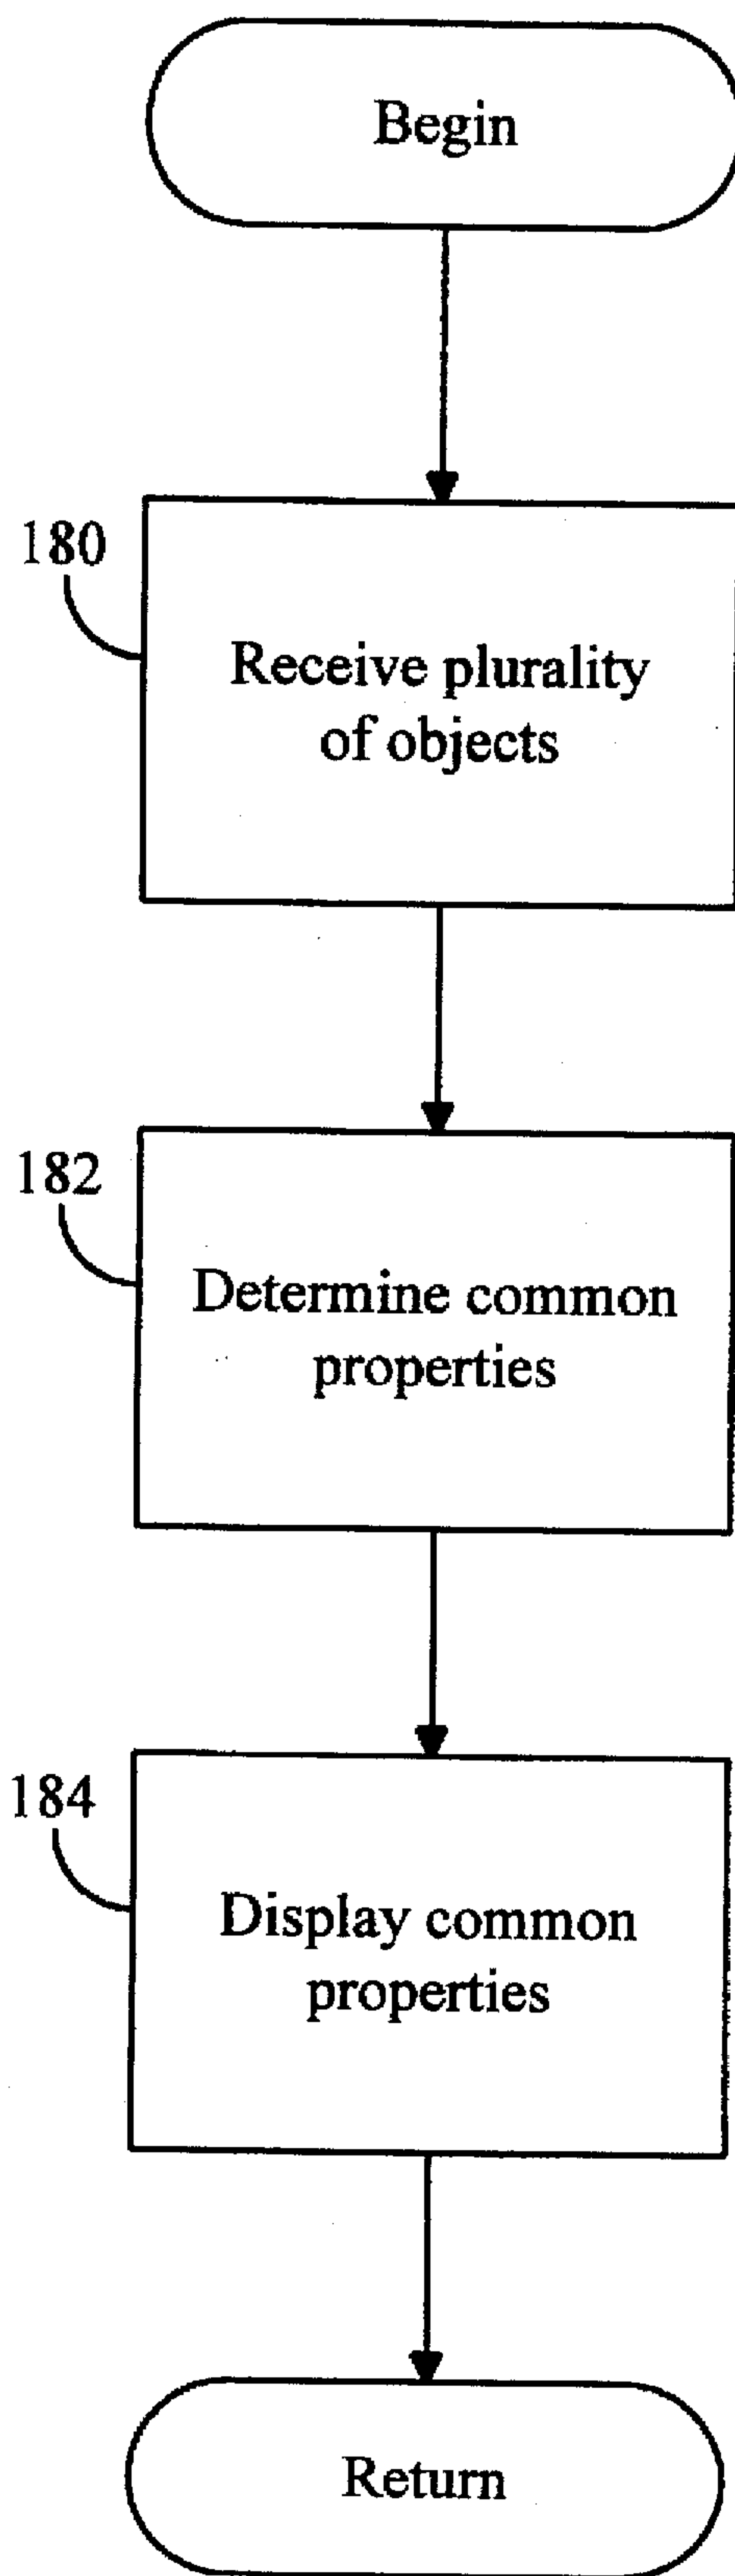 Begin
180
Receive plurality
of objects
182
Determine common
properties
184
Display common
properties
Return